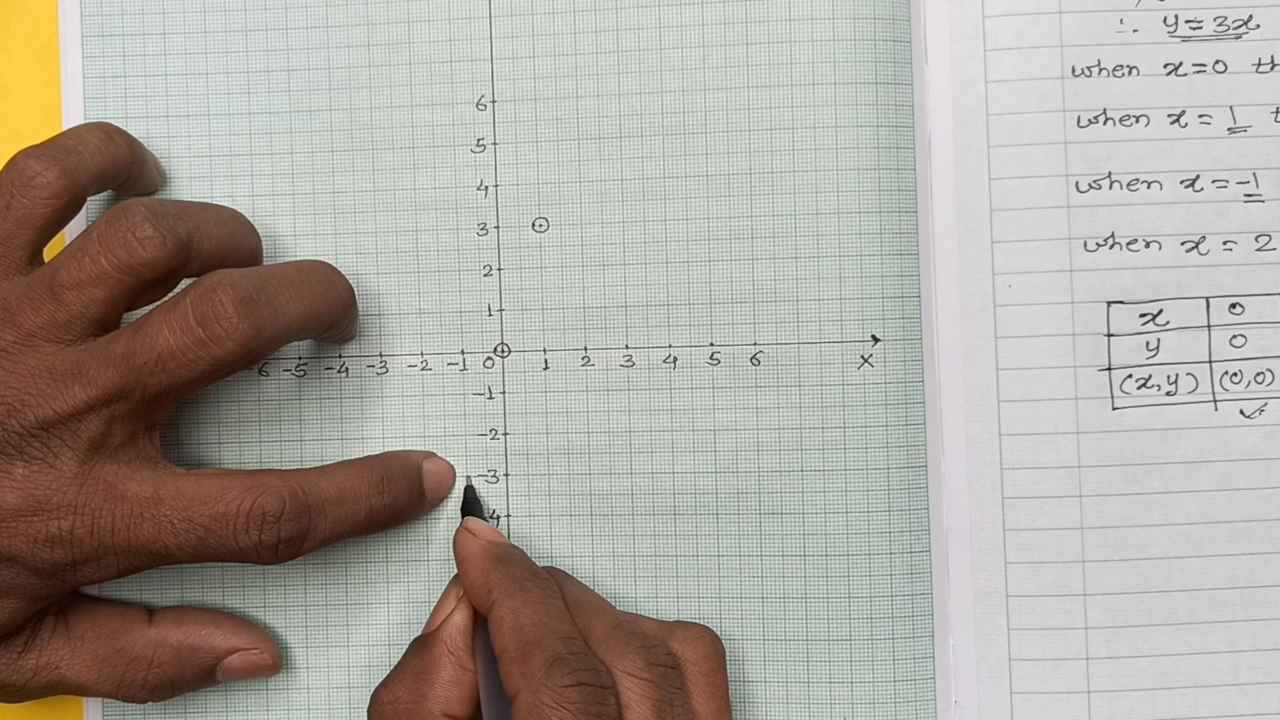 6
5
4
3
2
1
-6 -5 -4 -3 -2 -1 0 1 2 3 4 5 6 X
-1
-2
-3
-4
∴ y = 3x
when x = 0 th
when x = 1 t
when x = -1
when x = 2
x 0
y 0
(x,y) (0,0)
✓